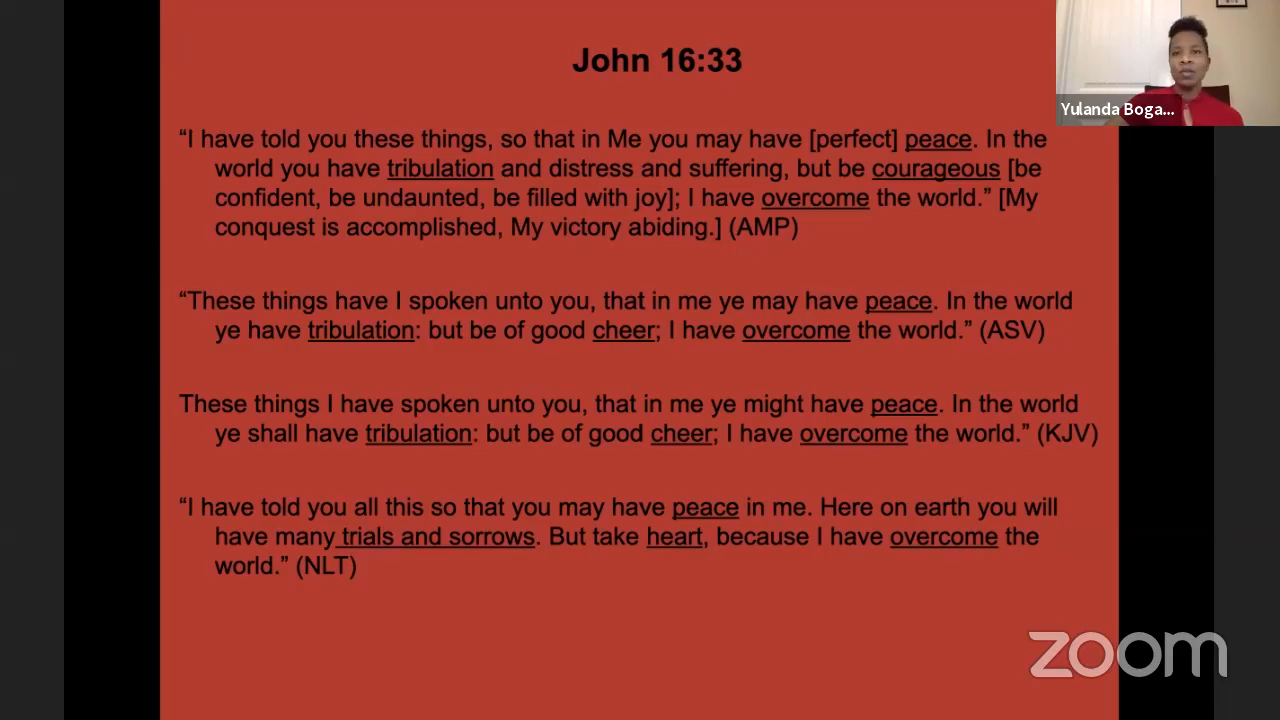 John 16:33
Yulanda Boga...
“I have told you these things, so that in Me you may have [perfect] peace. In the
world you have tribulation and distress and suffering, but be courageous [be
confident, be undaunted, be filled with joy]; I have overcome the world.” [My
conquest is accomplished, My victory abiding.] (AMP)
“These things have I spoken unto you, that in me ye may have peace. In the world
ye have tribulation: but be of good cheer; I have overcome the world.” (ASV)
These things I have spoken unto you, that in me ye might have peace. In the world
ye shall have tribulation: but be of good cheer; I have overcome the world.” (KJV)
“I have told you all this so that you may have peace in me. Here on earth you will
have many trials and sorrows. But take heart, because I have overcome the
world.” (NLT)
zoom